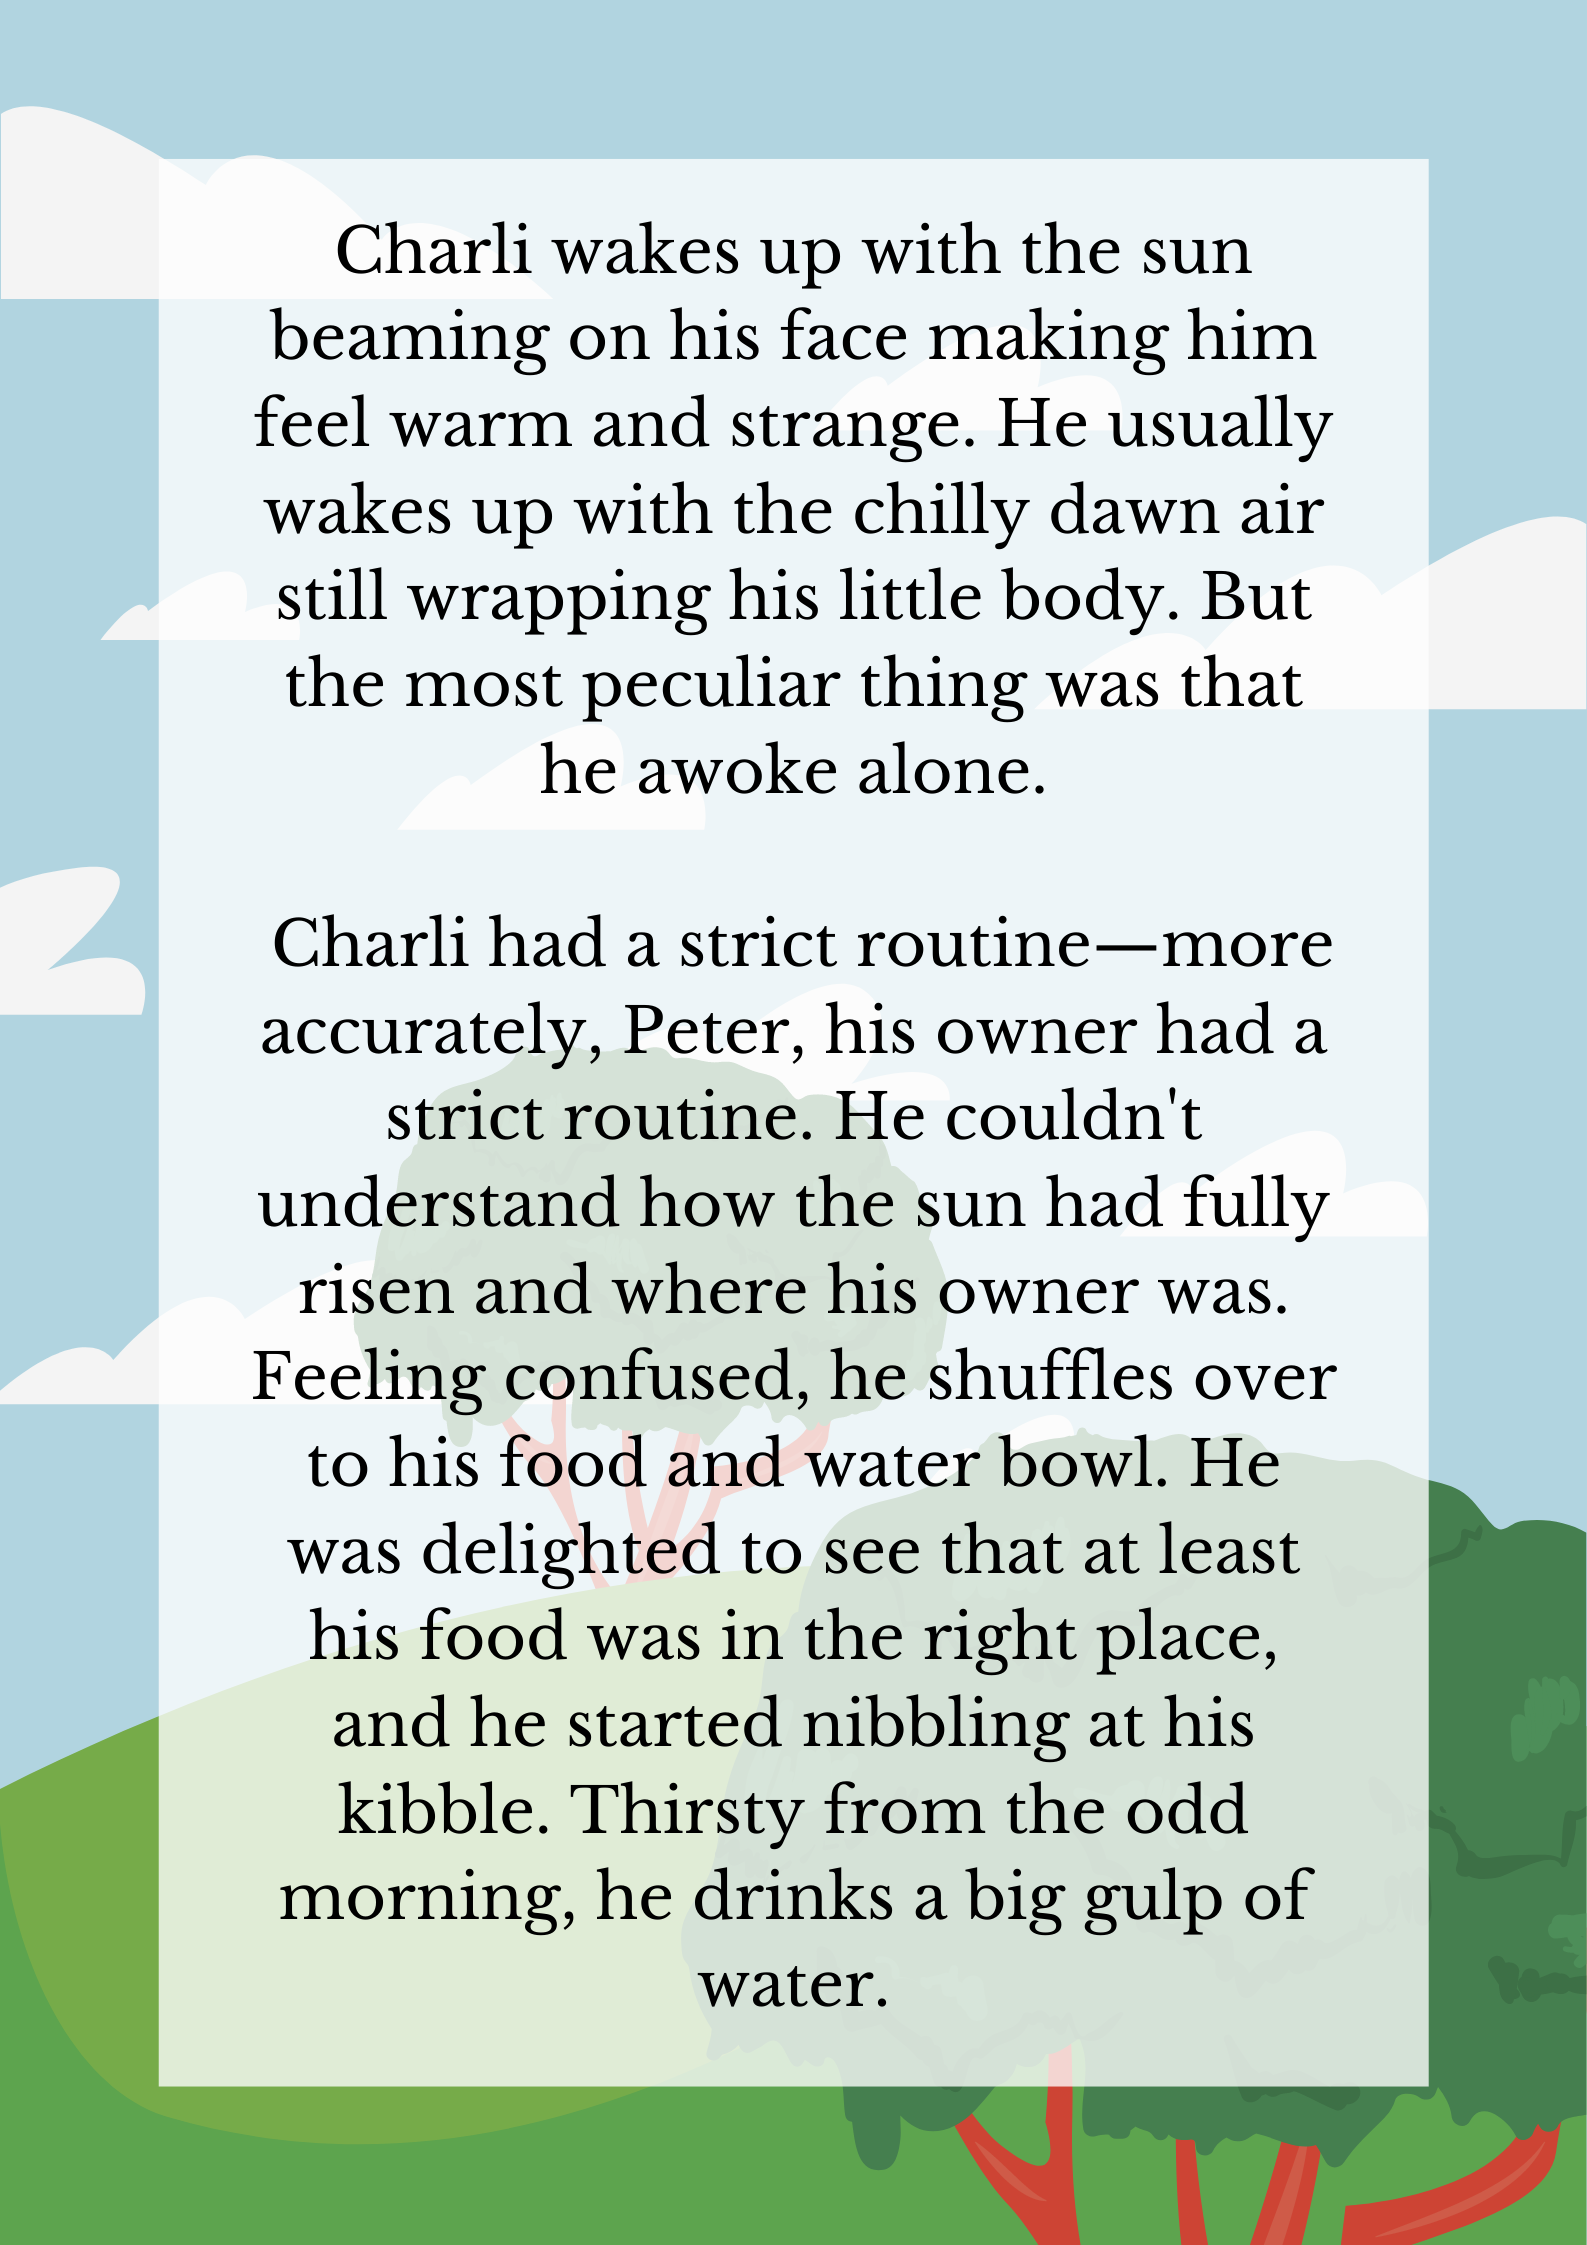 Charli wakes up with the sun
beaming on his face making him
feel warm and strange. He usually
wakes up with the chilly dawn air
still wrapping his little body. But
the most peculiar thing was that
he awoke alone.
Charli had a strict routine—more
accurately, Peter, his owner had a
strict routine. He couldn't
understand how the sun had fully
risen and where his owner was.
Feeling confused, he shuffles over
to his food and water bowl. He
was delighted to see that at least
his food was in the right place,
and he started nibbling at his
kibble. Thirsty from the odd
morning, he drinks a big gulp of
water.